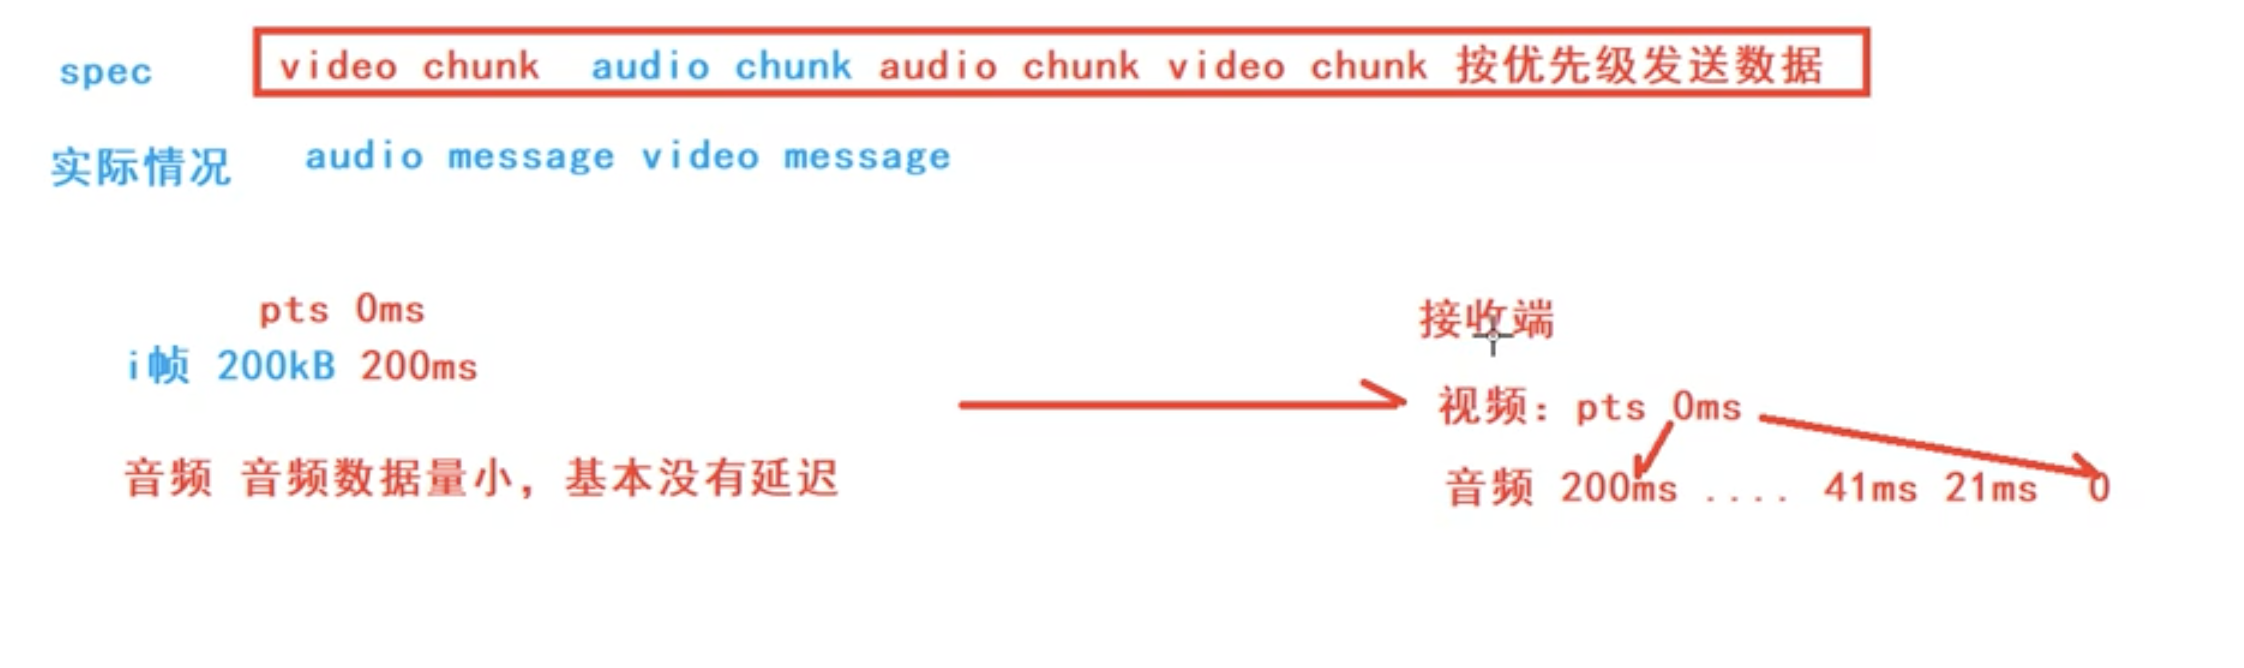 spec video chunk audio chunk audio chunk video chunk 按优先级发送数据
实际情况 audio message video message
pts 0ms
i帧 200kB 200ms
音频 音频数据量小，基本没有延迟
接收端
视频：pts 0ms
音频 200ms .... 41ms 21ms 0